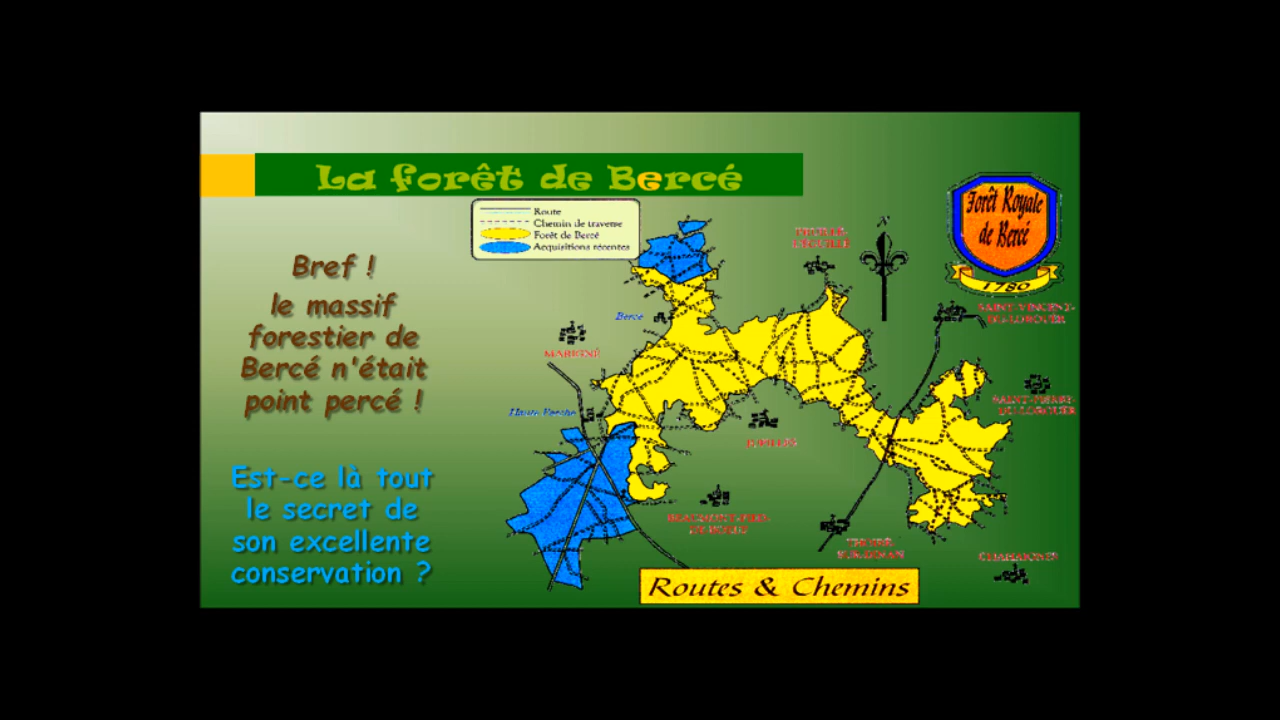 La forêt de Bercé
Route
Chemin de traverse
Forêt de Bercé
Acquisitions récentes
Forêt Royale
de Bercé
1780
N
Bref !
le massif
forestier de
Bercé n'était
point percé !
Est-ce là tout
le secret de
son excellente
conservation ?
Bercé
MARIGNÉ
SAINT-VINCENT-
DU-LOROUËR
SAINT-PIERRE-
DU-LOROUËR
Routes & Chemins